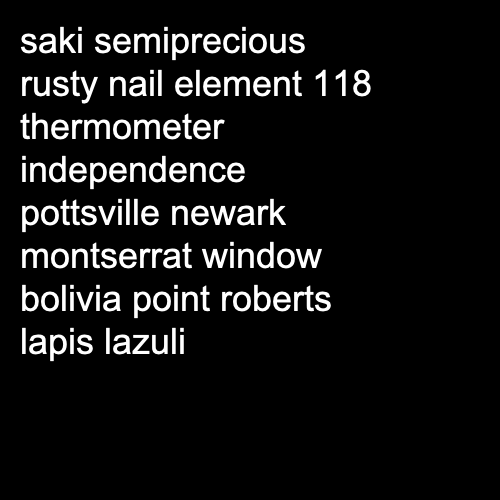 saki semiprecious
rusty nail element 118
thermometer
independence
pottsville newark
montserrat window
bolivia point roberts
lapis lazuli